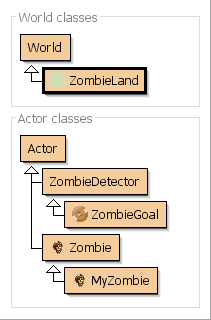 World classes
World
ZombieLand
Actor classes
Actor
ZombieDetector
ZombieGoal
Zombie
MyZombie